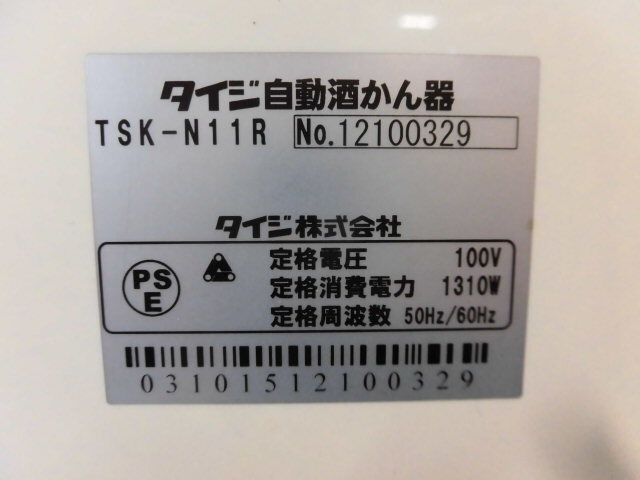 タイジ自動酒かん器
TSK-N11R No.12100329
タイジ株式会社
PS
E
定格電圧 100V
定格消費電力 1310W
定格周波数 50Hz/60Hz
03101512100329